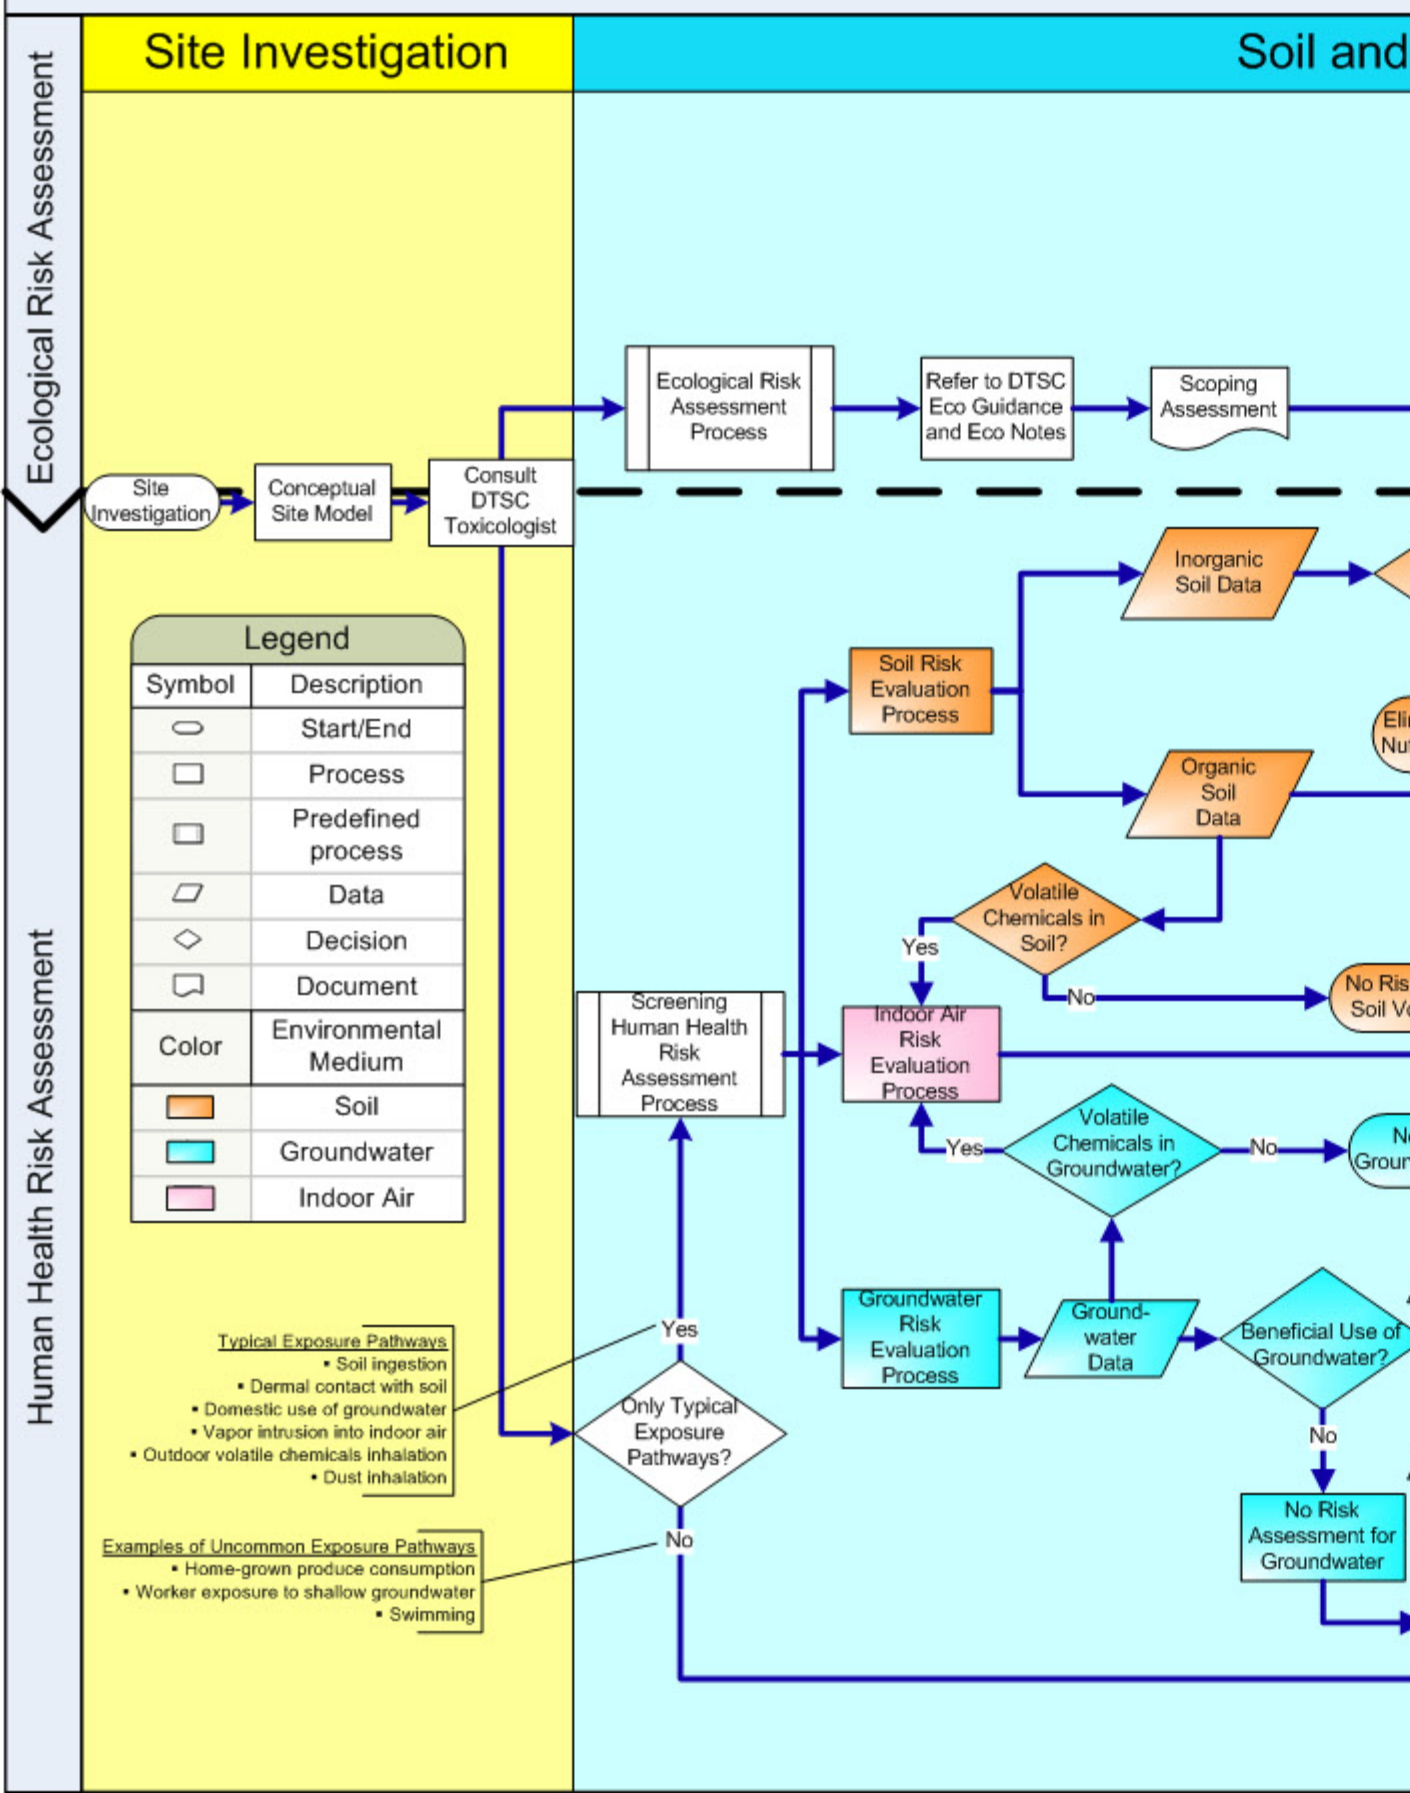 Site Investigation
Soil and
Ecological Risk Assessment
Human Health Risk Assessment
Ecological Risk
Assessment
Process
Refer to DTSC
Eco Guidance
and Eco Notes
Scoping
Assessment
Site
Investigation
Conceptual
Site Model
Consult
DTSC
Toxicologist
Legend
Symbol Description
Start/End
Process
Predefined
process
Data
Decision
Document
Color Environmental
Medium
Soil
Groundwater
Indoor Air
Inorganic
Soil Data
Soil Risk
Evaluation
Process
Organic
Soil
Data
Volatile
Chemicals in
Soil?
Yes
No
No
Soil
Screening
Human Health
Risk
Assessment
Process
Indoor Air
Risk
Evaluation
Process
Volatile
Chemicals in
Groundwater?
Yes
No
Groundwater
Risk
Evaluation
Process
Ground-
water
Data
Beneficial Use of
Groundwater?
No
No Risk
Assessment for
Groundwater
Yes
Only Typical
Exposure
Pathways?
No
Typical Exposure Pathways
▪ Soil ingestion
▪ Dermal contact with soil
▪ Domestic use of groundwater
▪ Vapor intrusion into indoor air
▪ Outdoor volatile chemicals inhalation
▪ Dust inhalation
Examples of Uncommon Exposure Pathways
▪ Home-grown produce consumption
▪ Worker exposure to shallow groundwater
▪ Swimming